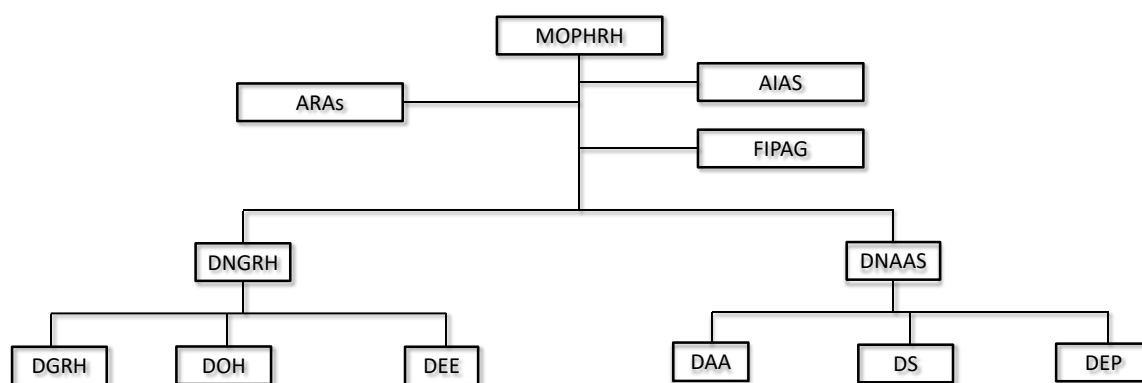 MOPHRH
AIAS
ARAs
FIPAG
DNGRH
DNAAS
DGRH
DOH
DEE
DAA
DS
DEP